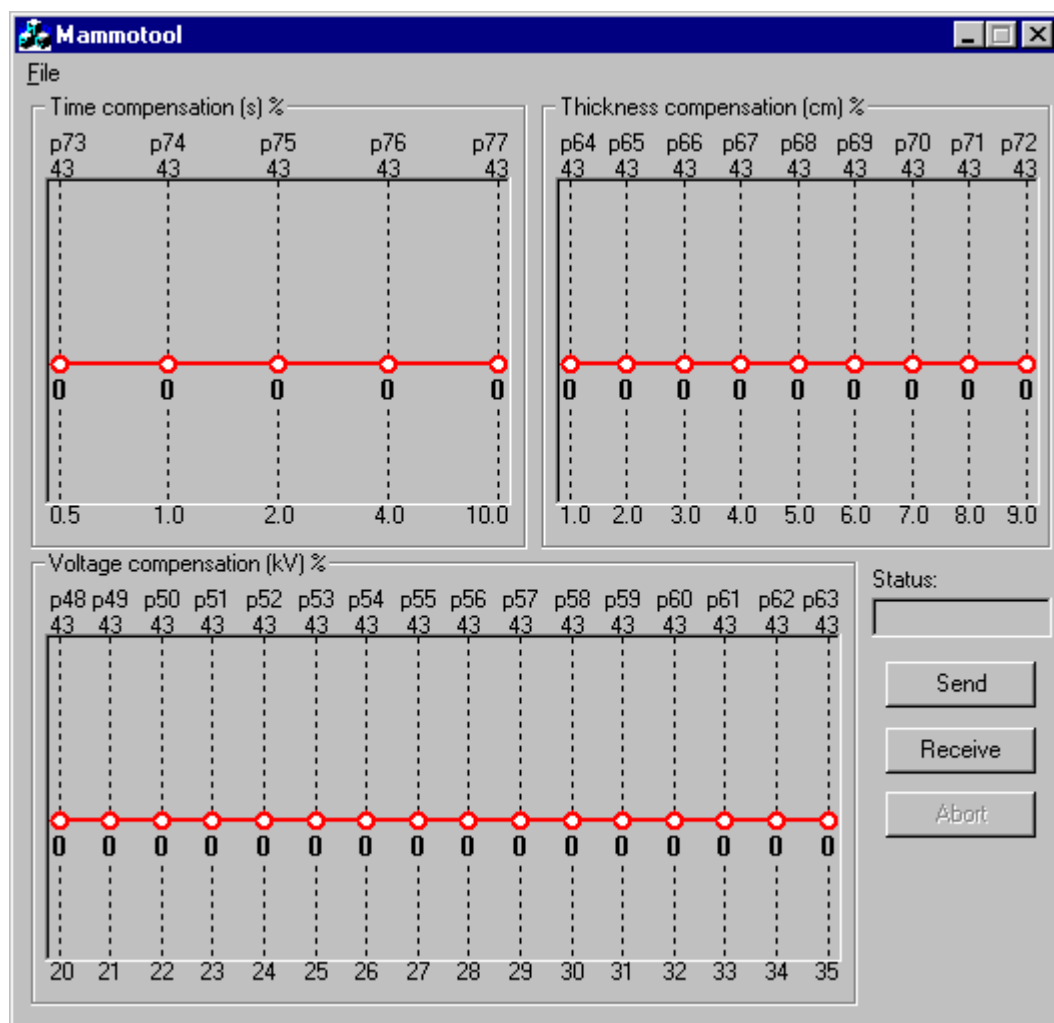 Mammotool
File
Time compensation (s) %
p73 p74 p75 p76 p77
43 43 43 43 43
0 0 0 0 0
0.5 1.0 2.0 4.0 10.0
Thickness compensation (cm) %
p64 p65 p66 p67 p68 p69 p70 p71 p72
43 43 43 43 43 43 43 43 43
0 0 0 0 0 0 0 0 0
1.0 2.0 3.0 4.0 5.0 6.0 7.0 8.0 9.0
Voltage compensation (kV) %
p48 p49 p50 p51 p52 p53 p54 p55 p56 p57 p58 p59 p60 p61 p62 p63
43 43 43 43 43 43 43 43 43 43 43 43 43 43 43 43
0 0 0 0 0 0 0 0 0 0 0 0 0 0 0 0
20 21 22 23 24 25 26 27 28 29 30 31 32 33 34 35
Status:
Send
Receive
Abort